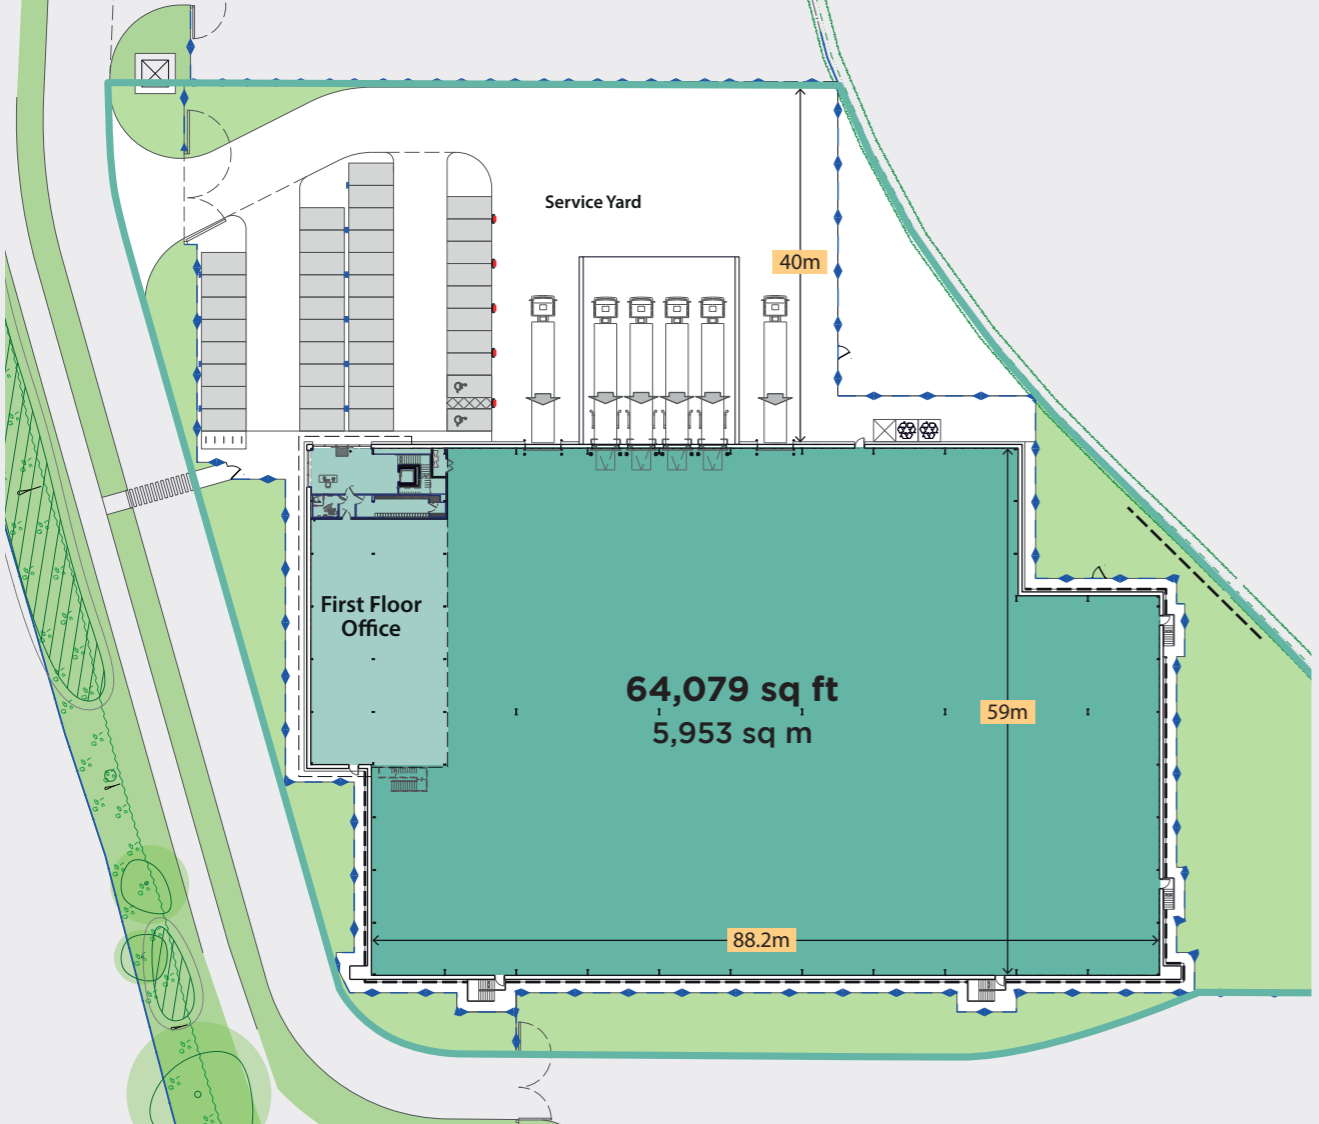 Service Yard
40m
First Floor
Office
64,079 sq ft
5,953 sq m
59m
88.2m